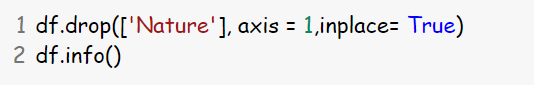 1 df.drop(['Nature'], axis = 1,inplace= True)
2 df.info()